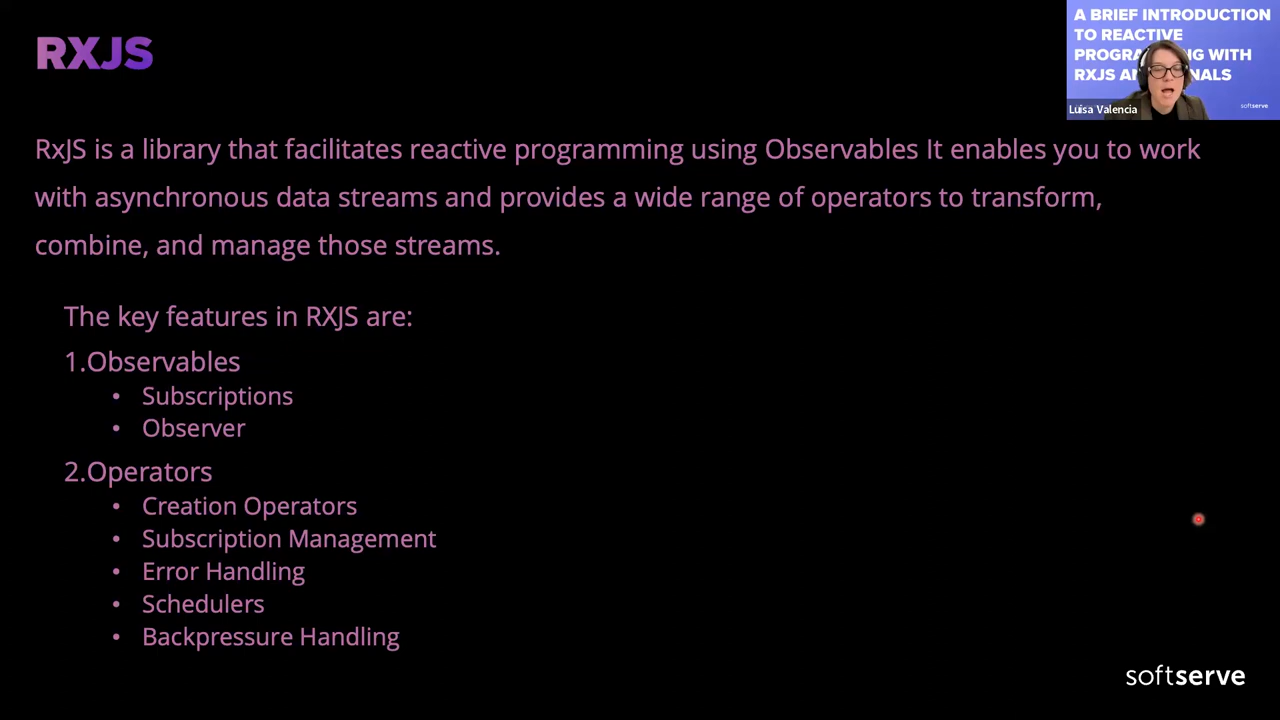 RXJS
A BRIEF INTRODUCTION
TO REACTIVE
WITH
RXJS
Luisa Valencia
softserve
RxJS is a library that facilitates reactive programming using Observables It enables you to work
with asynchronous data streams and provides a wide range of operators to transform,
combine, and manage those streams.
The key features in RXJS are:
1.Observables
• Subscriptions
• Observer
2.Operators
• Creation Operators
• Subscription Management
• Error Handling
• Schedulers
• Backpressure Handling
softserve